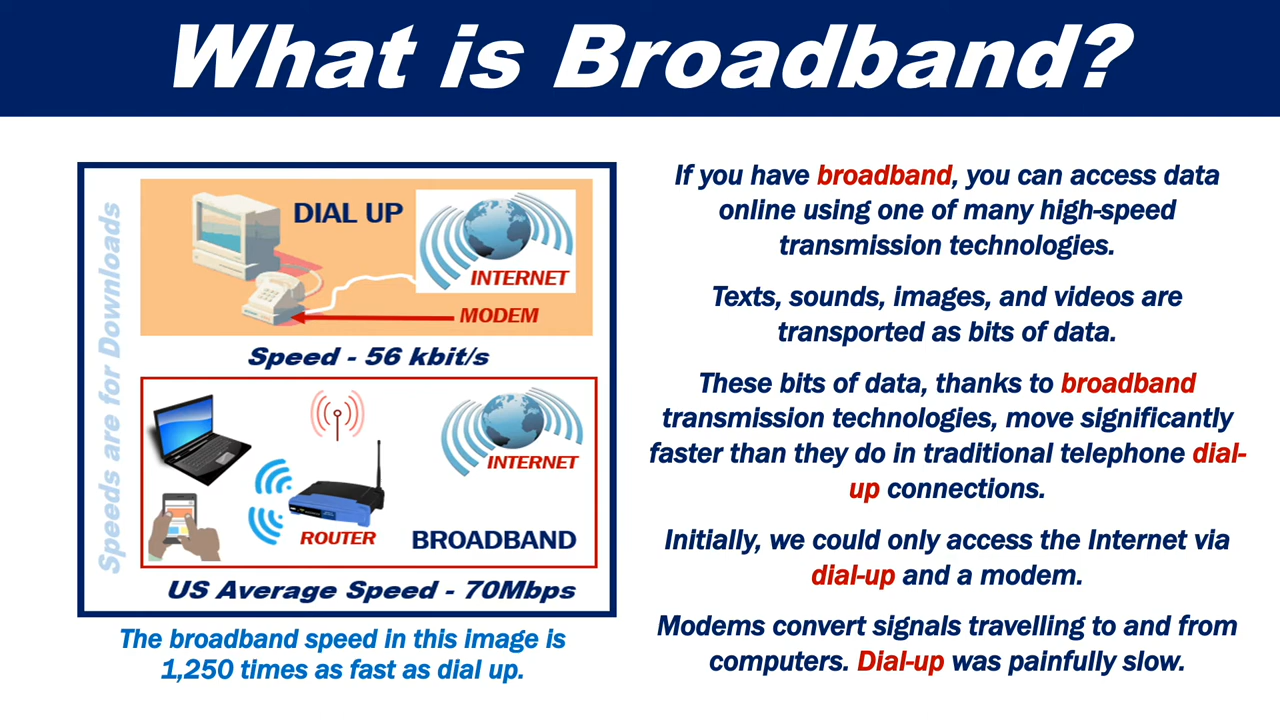 What is Broadband?
Speeds are for Downloads
DIAL UP
INTERNET
MODEM
Speed - 56 kbit/s
INTERNET
ROUTER
BROADBAND
US Average Speed - 70Mbps
The broadband speed in this image is
1,250 times as fast as dial up.
If you have broadband, you can access data
online using one of many high-speed
transmission technologies.
Texts, sounds, images, and videos are
transported as bits of data.
These bits of data, thanks to broadband
transmission technologies, move significantly
faster than they do in traditional telephone dial-
up connections.
Initially, we could only access the Internet via
dial-up and a modem.
Modems convert signals travelling to and from
computers. Dial-up was painfully slow.